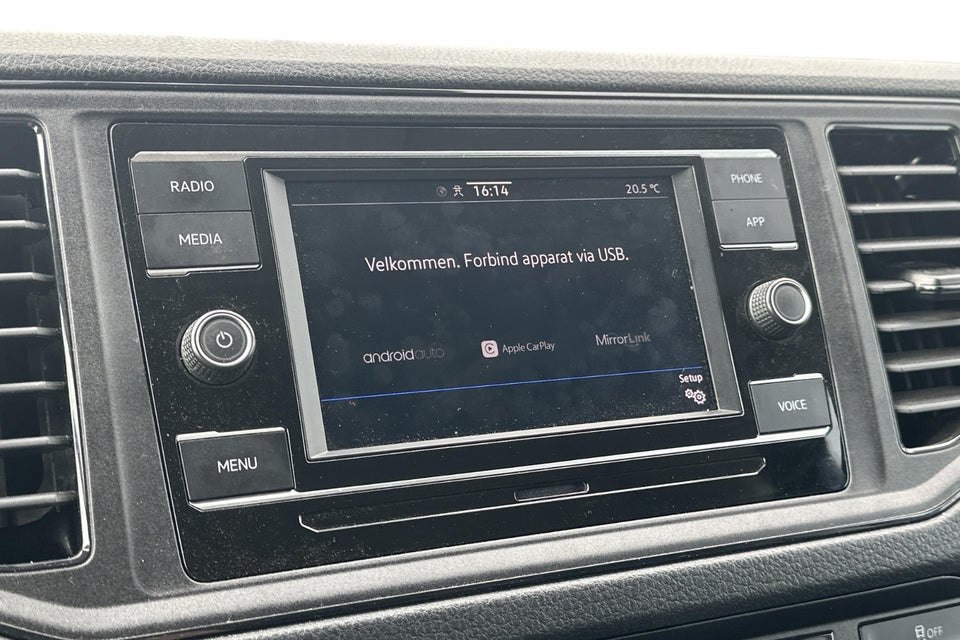 RADIO
MEDIA
MENU
16:14
20.5 °C
Velkommen. Forbind apparat via USB.
androidauto
Apple CarPlay
MirrorLink
Setup
PHONE
APP
VOICE
OFF